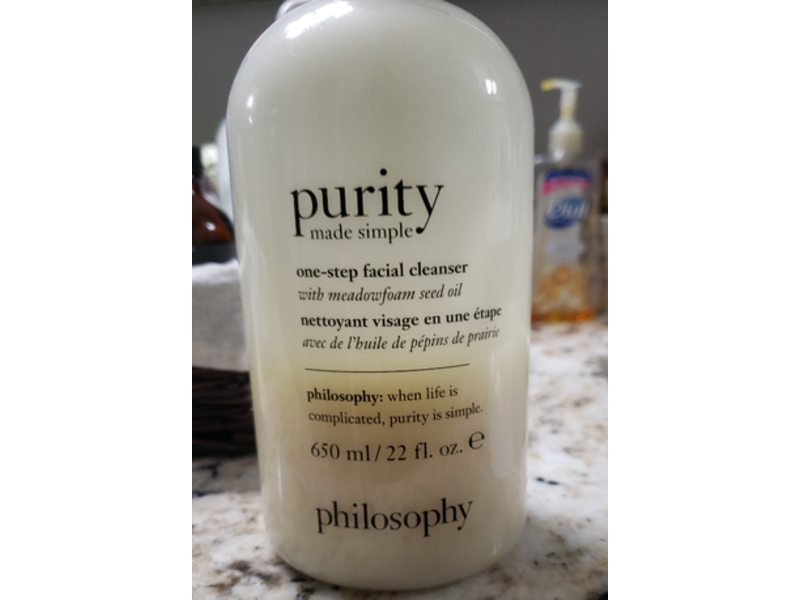 purity
made simple
one-step facial cleanser
with meadowfoam seed oil
nettoyant visage en une étape
avec de l'huile de pépins de prairie
philosophy: when life is
complicated, purity is simple.
650 ml / 22 fl. oz. ℮
philosophy
Dial